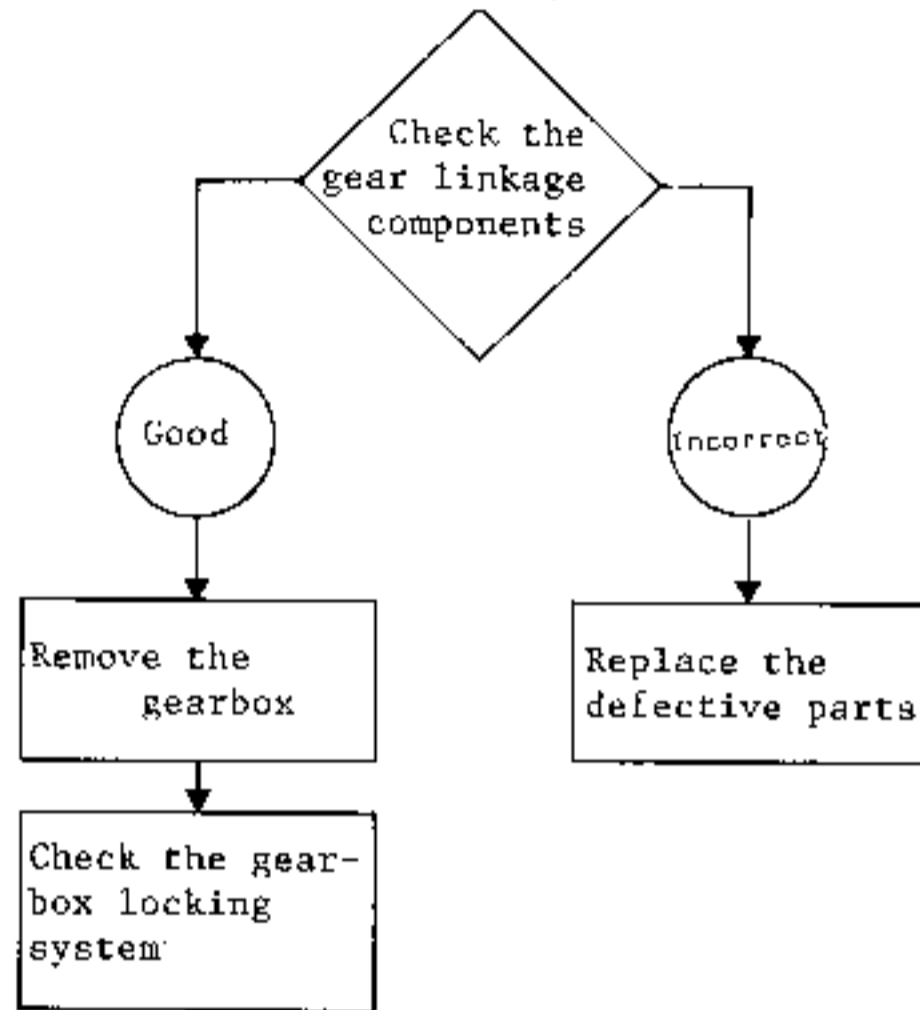 Check the
gear linkage
components
Good
Incorrect
Remove the
gearbox
Replace the
defective parts
Check the gear-
box locking
system